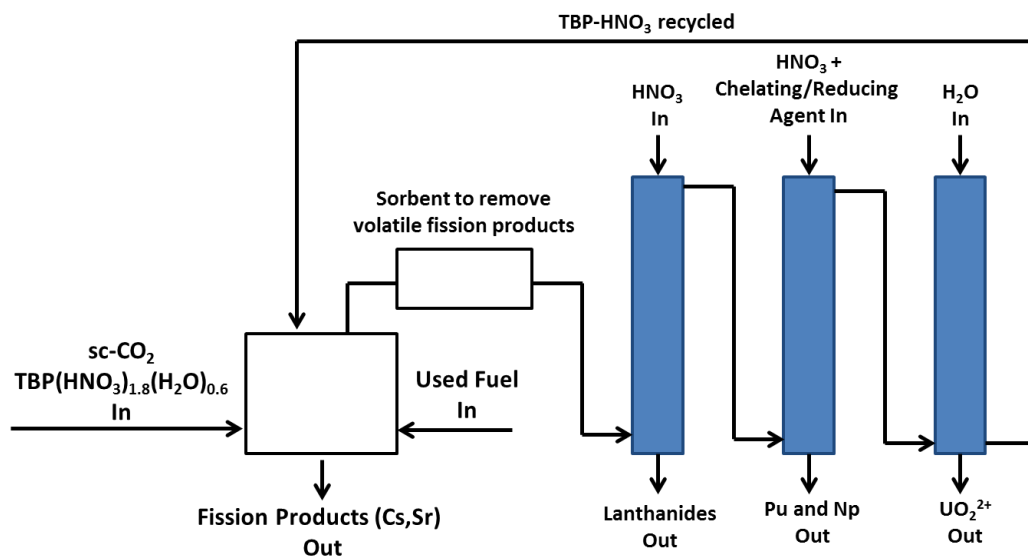 TBP-HNO₃ recycled
HNO₃
In
HNO₃ +
Chelating/Reducing
Agent In
H₂O
In
Sorbent to remove
volatile fission products
sc-CO₂
TBP(HNO₃)₁.₈(H₂O)₀.₆
In
Used Fuel
In
Fission Products (Cs,Sr)
Out
Lanthanides
Out
Pu and Np
Out
UO₂²⁺
Out